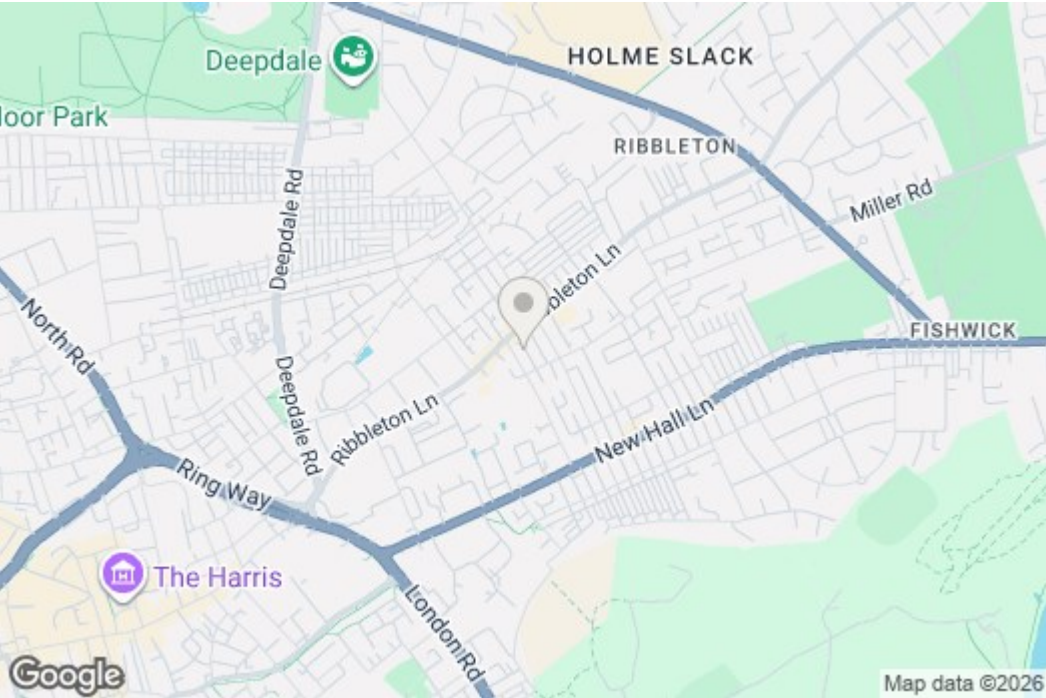 HOLME SLACK
Deepdale
loor Park
RIBBLETON
Deepdale Rd
Miller Rd
bbleton Ln
North Rd
FISHWICK
Deepdale Rd
Ribbleton Ln
New Hall Ln
Ring Way
The Harris
London Rd
Google
Map data ©2026